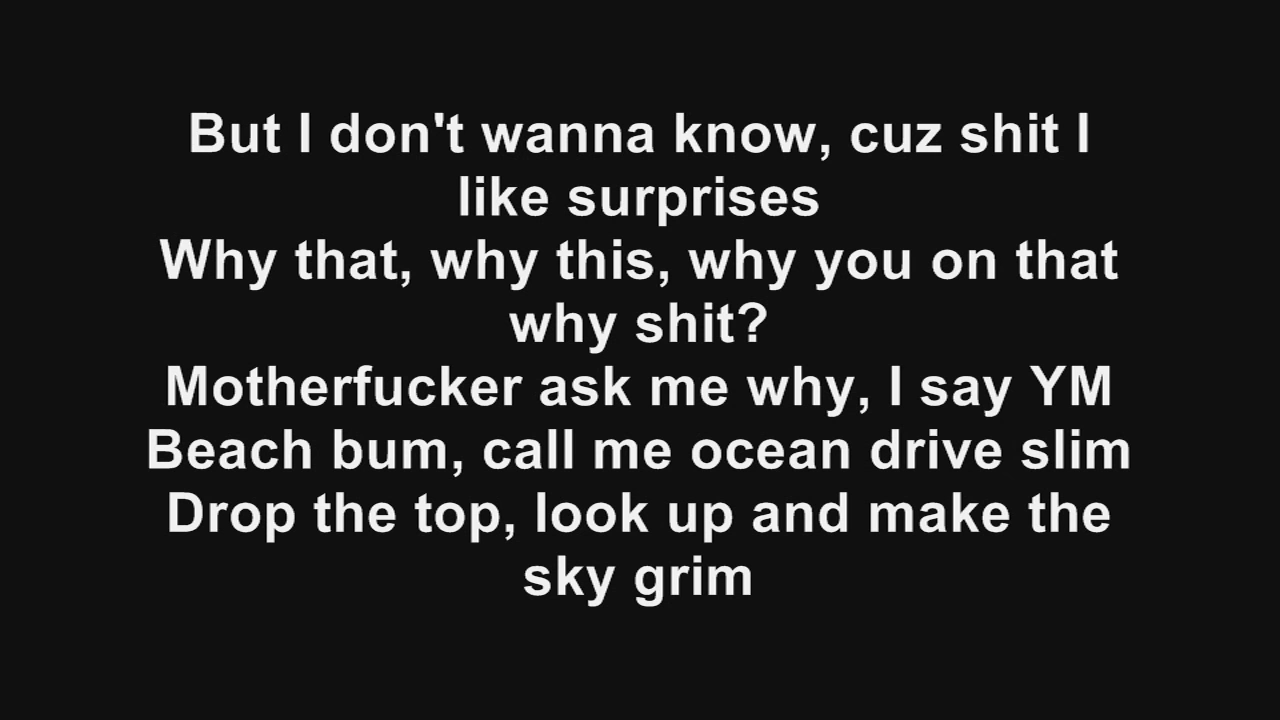 But I don't wanna know, cuz shit I
like surprises
Why that, why this, why you on that
why shit?
Motherfucker ask me why, I say YM
Beach bum, call me ocean drive slim
Drop the top, look up and make the
sky grim